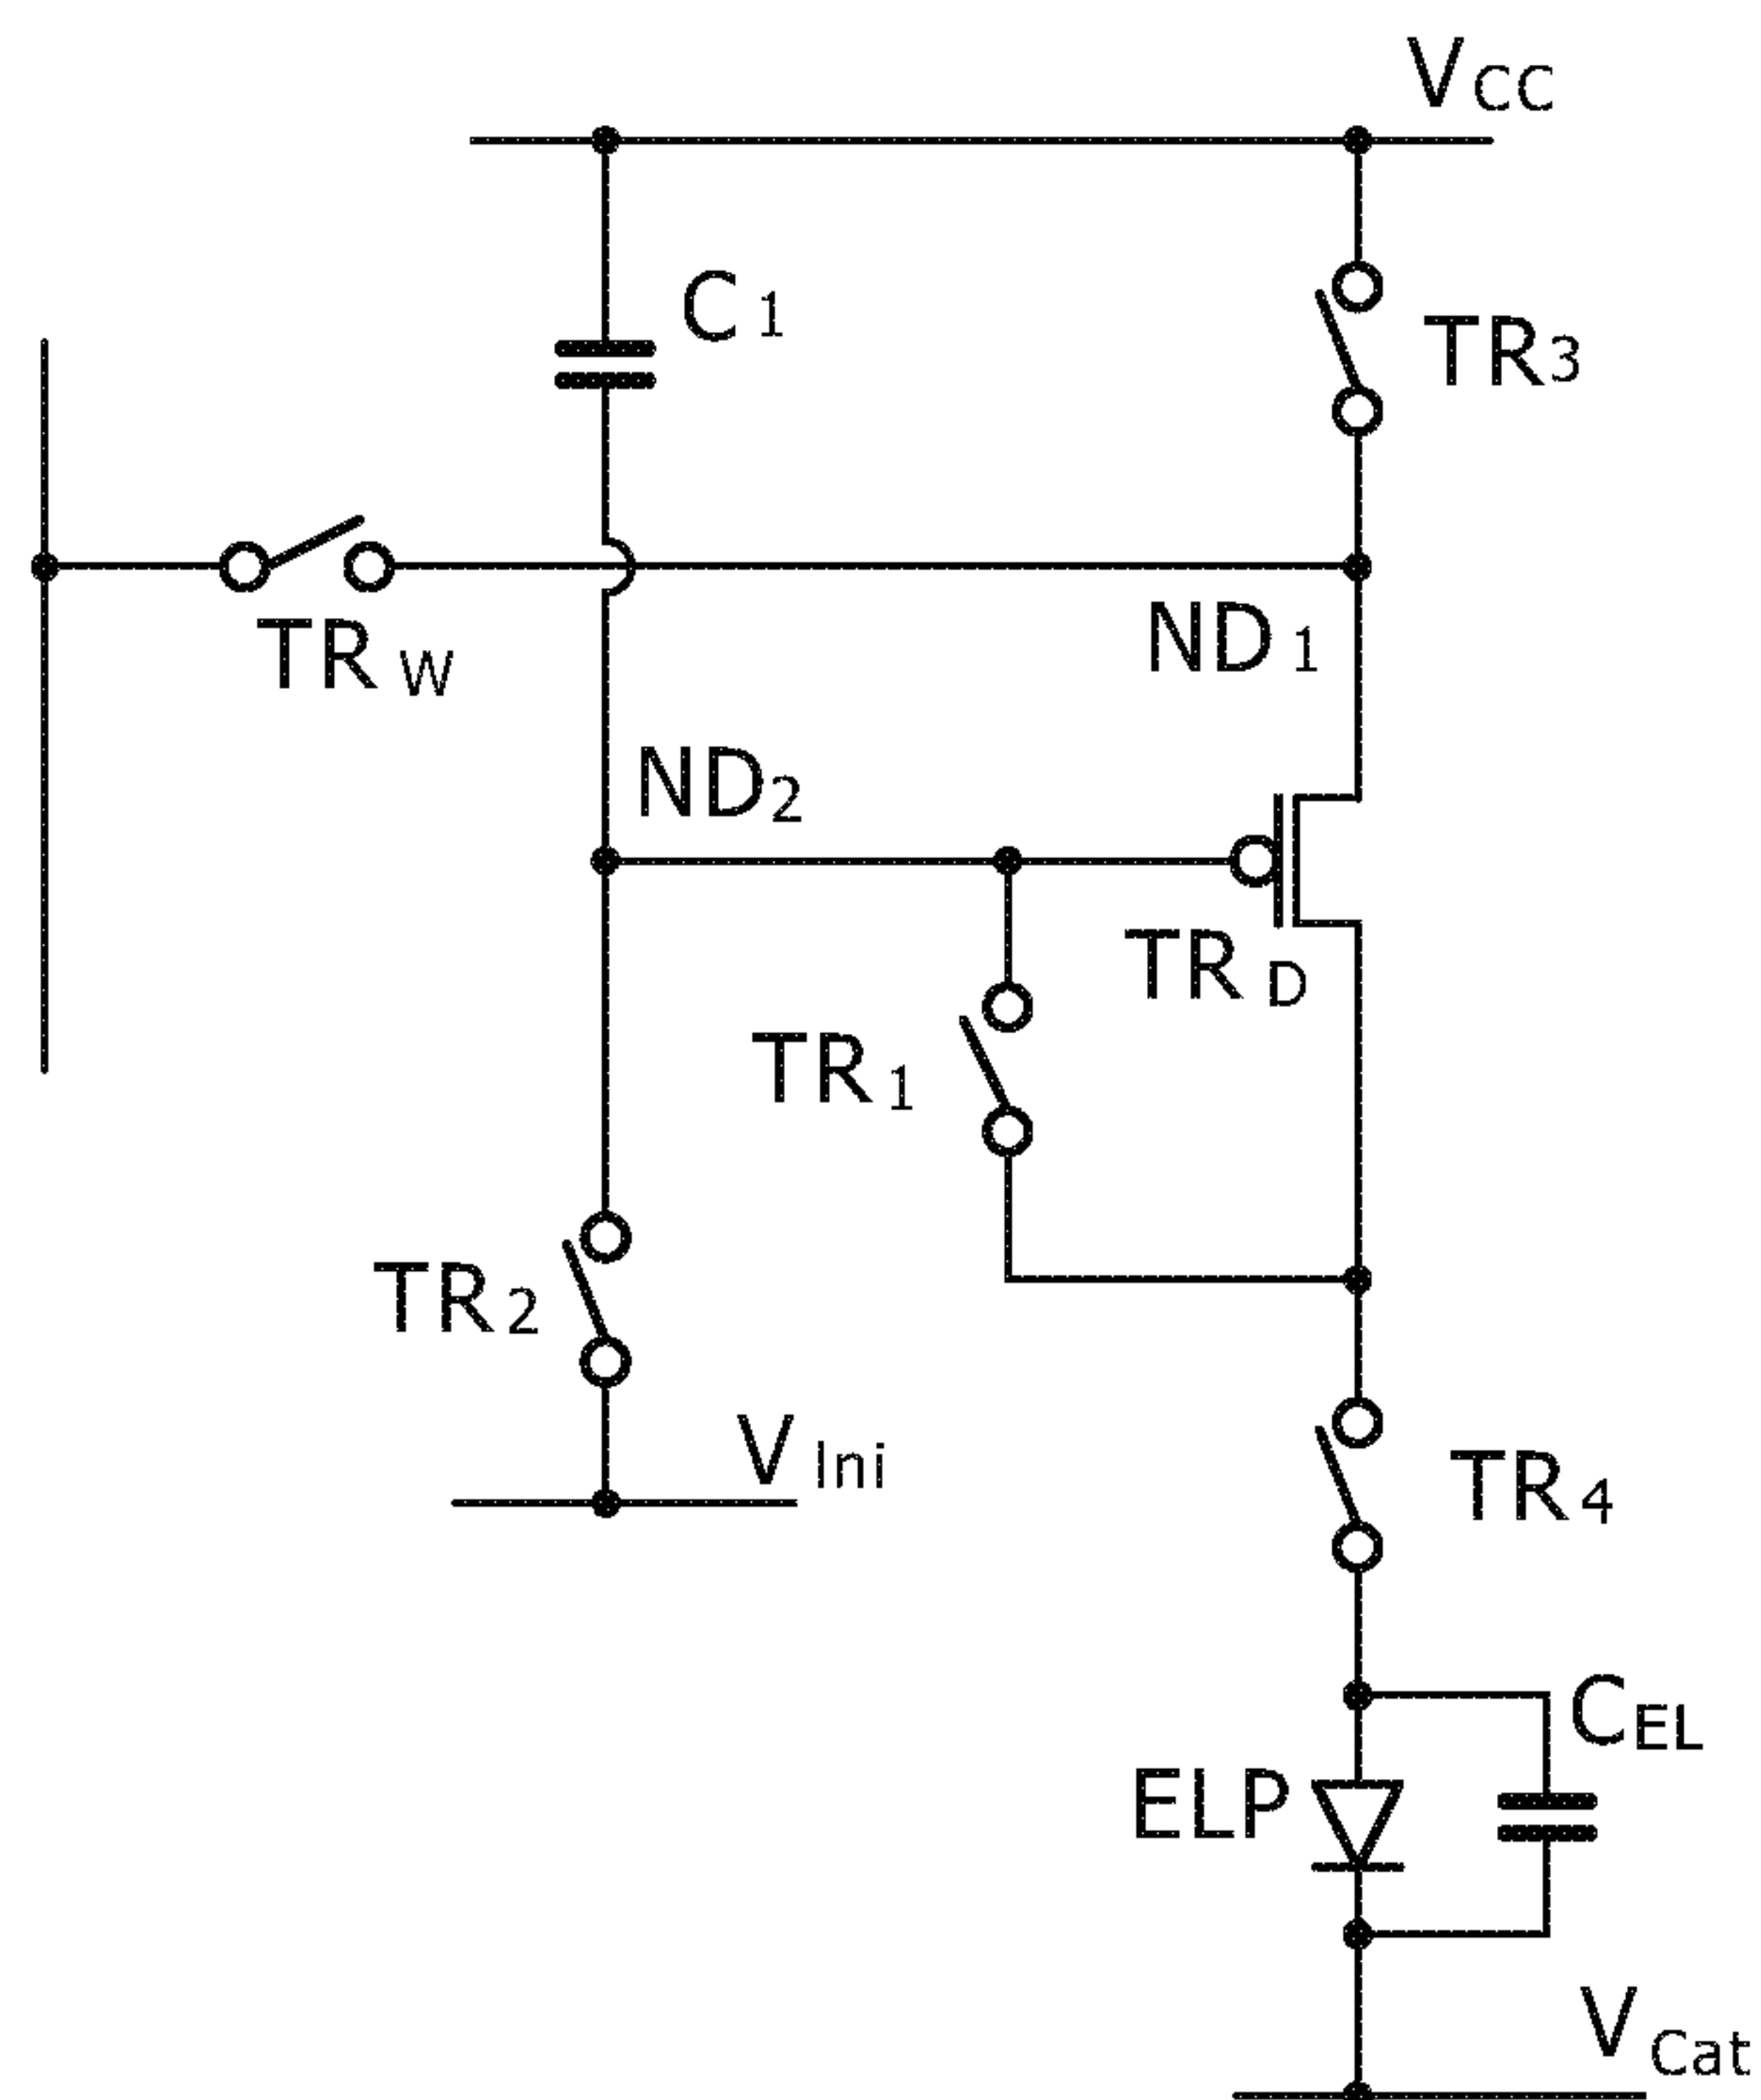 VCC
C1
TR3
TRW
ND1
ND2
TRD
TR1
TR2
VIni
TR4
CEL
ELP
VCat